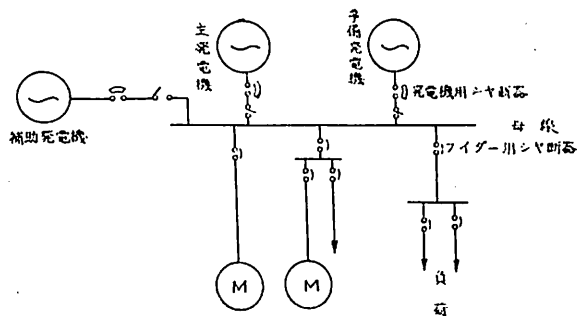 主発電機
予備発電機
発電機用シヤ断器
補助発電機
母線
フイダー用シヤ断器
M
M
負荷